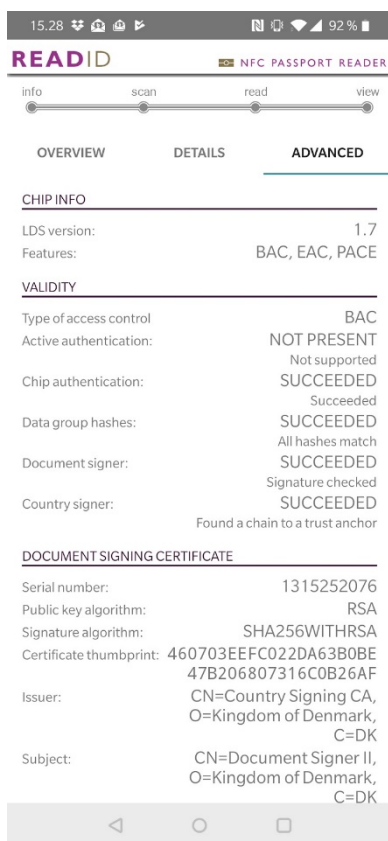 15.28 92 %
READID NFC PASSPORT READER
info scan read view
OVERVIEW DETAILS ADVANCED
CHIP INFO
LDS version: 1.7
Features: BAC, EAC, PACE
VALIDITY
Type of access control BAC
Active authentication: NOT PRESENT
Not supported
Chip authentication: SUCCEEDED
Succeeded
Data group hashes: SUCCEEDED
All hashes match
Document signer: SUCCEEDED
Signature checked
Country signer: SUCCEEDED
Found a chain to a trust anchor
DOCUMENT SIGNING CERTIFICATE
Serial number: 1315252076
Public key algorithm: RSA
Signature algorithm: SHA256WITHRSA
Certificate thumbprint: 460703EEFC022DA63B0BE
47B206807316C0B26AF
Issuer: CN=Country Signing CA,
O=Kingdom of Denmark,
C=DK
Subject: CN=Document Signer II,
O=Kingdom of Denmark,
C=DK